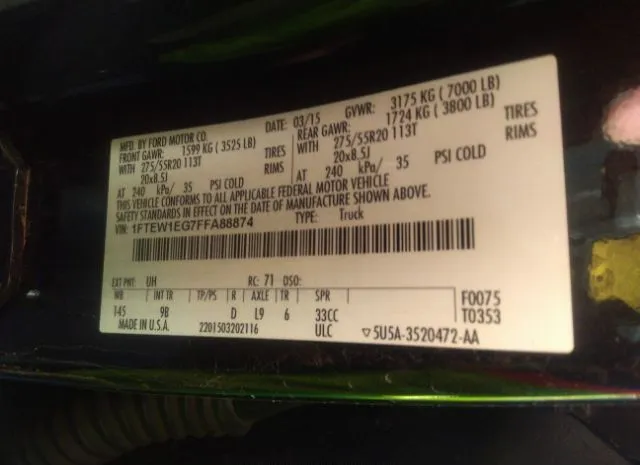 MFD. BY FORD MOTOR CO. DATE: 03/15 GVWR: 3175 KG ( 7000 LB)
FRONT GAWR: 1599 KG ( 3525 LB) REAR GAWR: 1724 KG ( 3800 LB)
WITH 275/55R20 113T TIRES WITH 275/55R20 113T TIRES
20x8.5J RIMS 20x8.5J RIMS
AT 240 kPa/ 35 PSI COLD AT 240 kPa/ 35 PSI COLD
THIS VEHICLE CONFORMS TO ALL APPLICABLE FEDERAL MOTOR VEHICLE
SAFETY STANDARDS IN EFFECT ON THE DATE OF MANUFACTURE SHOWN ABOVE.
VIN: 1FTEW1EG7FFA88874 TYPE: Truck
EXT PNT: UH RC: 71 DSO:
WB INT TR TP/PS R AXLE TR SPR F0075
145 9B D L9 6 33CC T0353
MADE IN U.S.A. 2201503202116 ULC ▽5U5A-3520472-AA